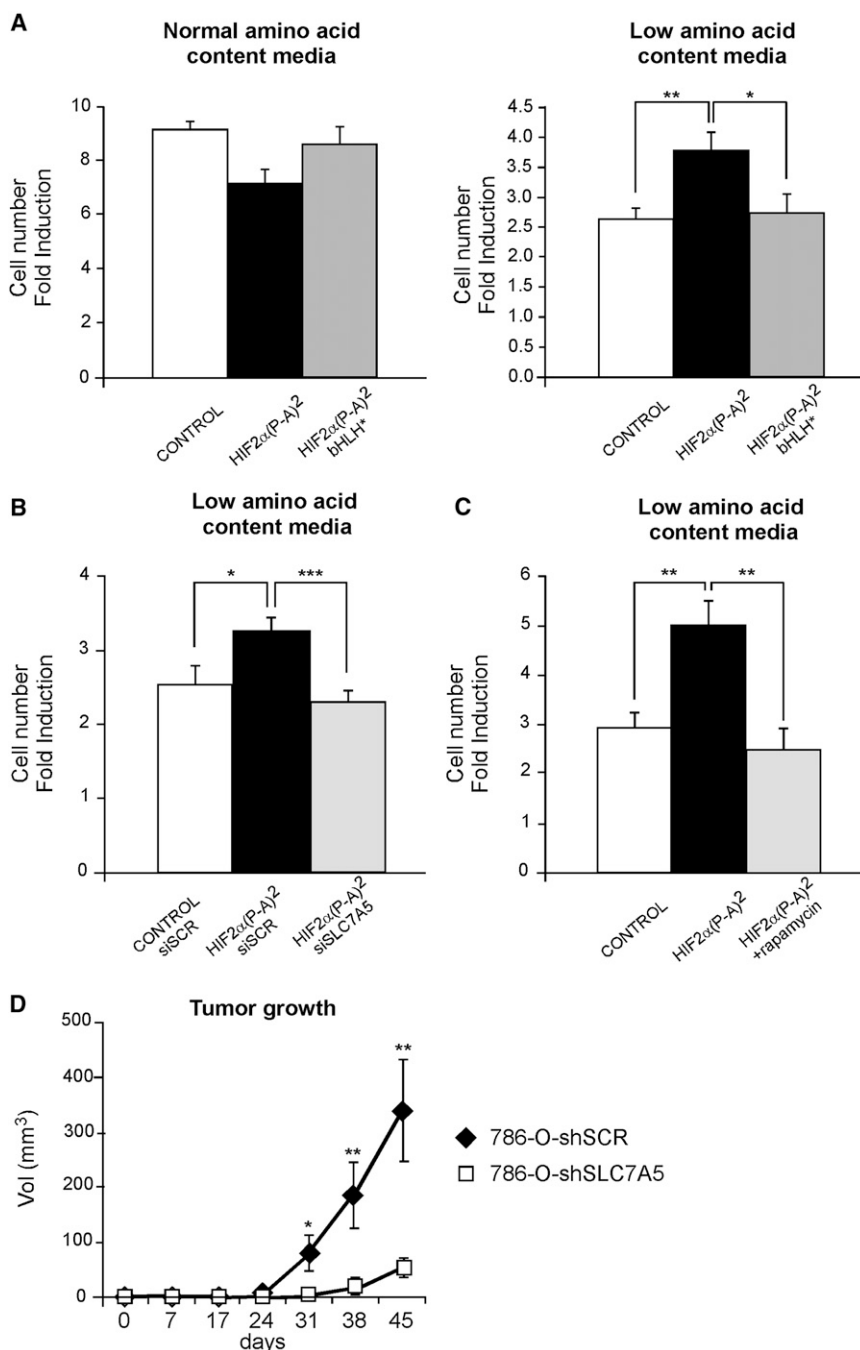 A
Normal amino acid
content media
Cell number
Fold Induction
10
8
6
4
2
0
CONTROL
HIF2α(P-A)²
HIF2α(P-A)²
bHLH*
Low amino acid
content media
Cell number
Fold Induction
4.5
4.0
3.5
3.0
2.5
2.0
1.5
1.0
0.5
0.0
**
*
CONTROL
HIF2α(P-A)²
HIF2α(P-A)²
bHLH*
B
Low amino acid
content media
Cell number
Fold Induction
4
3
2
1
0
*
***
CONTROL
siSCR
HIF2α(P-A)²
siSCR
HIF2α(P-A)²
siSLC7A5
C
Low amino acid
content media
Cell number
Fold Induction
6
5
4
3
2
1
0
**
**
CONTROL
HIF2α(P-A)²
HIF2α(P-A)²
+rapamycin
D
Tumor growth
Vol (mm³)
500
400
300
200
100
0
*
**
**
0 7 17 24 31 38 45
days
786-O-shSCR
786-O-shSLC7A5